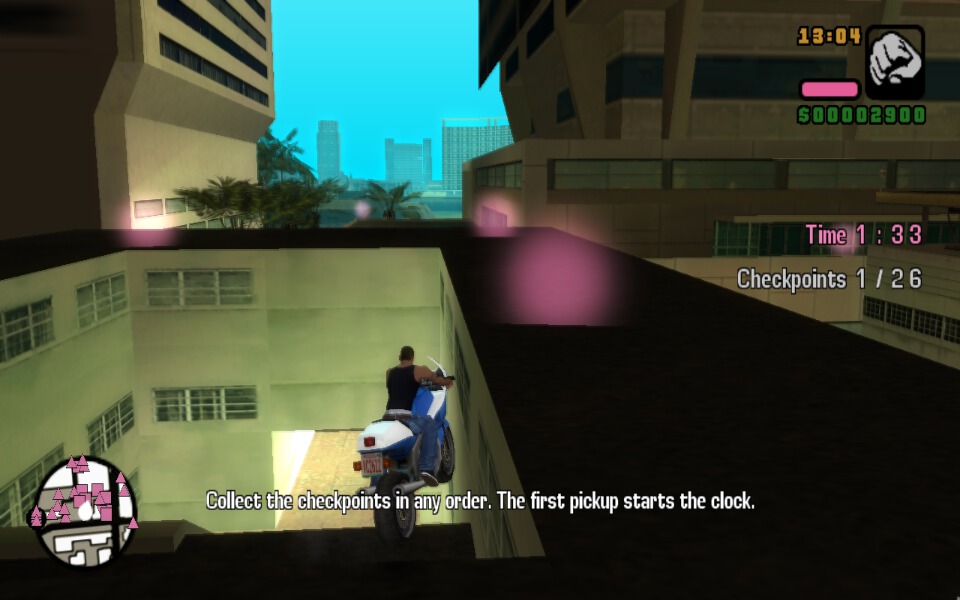 13:04
$00002900
Time 1:33
Checkpoints 1/26
Collect the checkpoints in any order. The first pickup starts the clock.